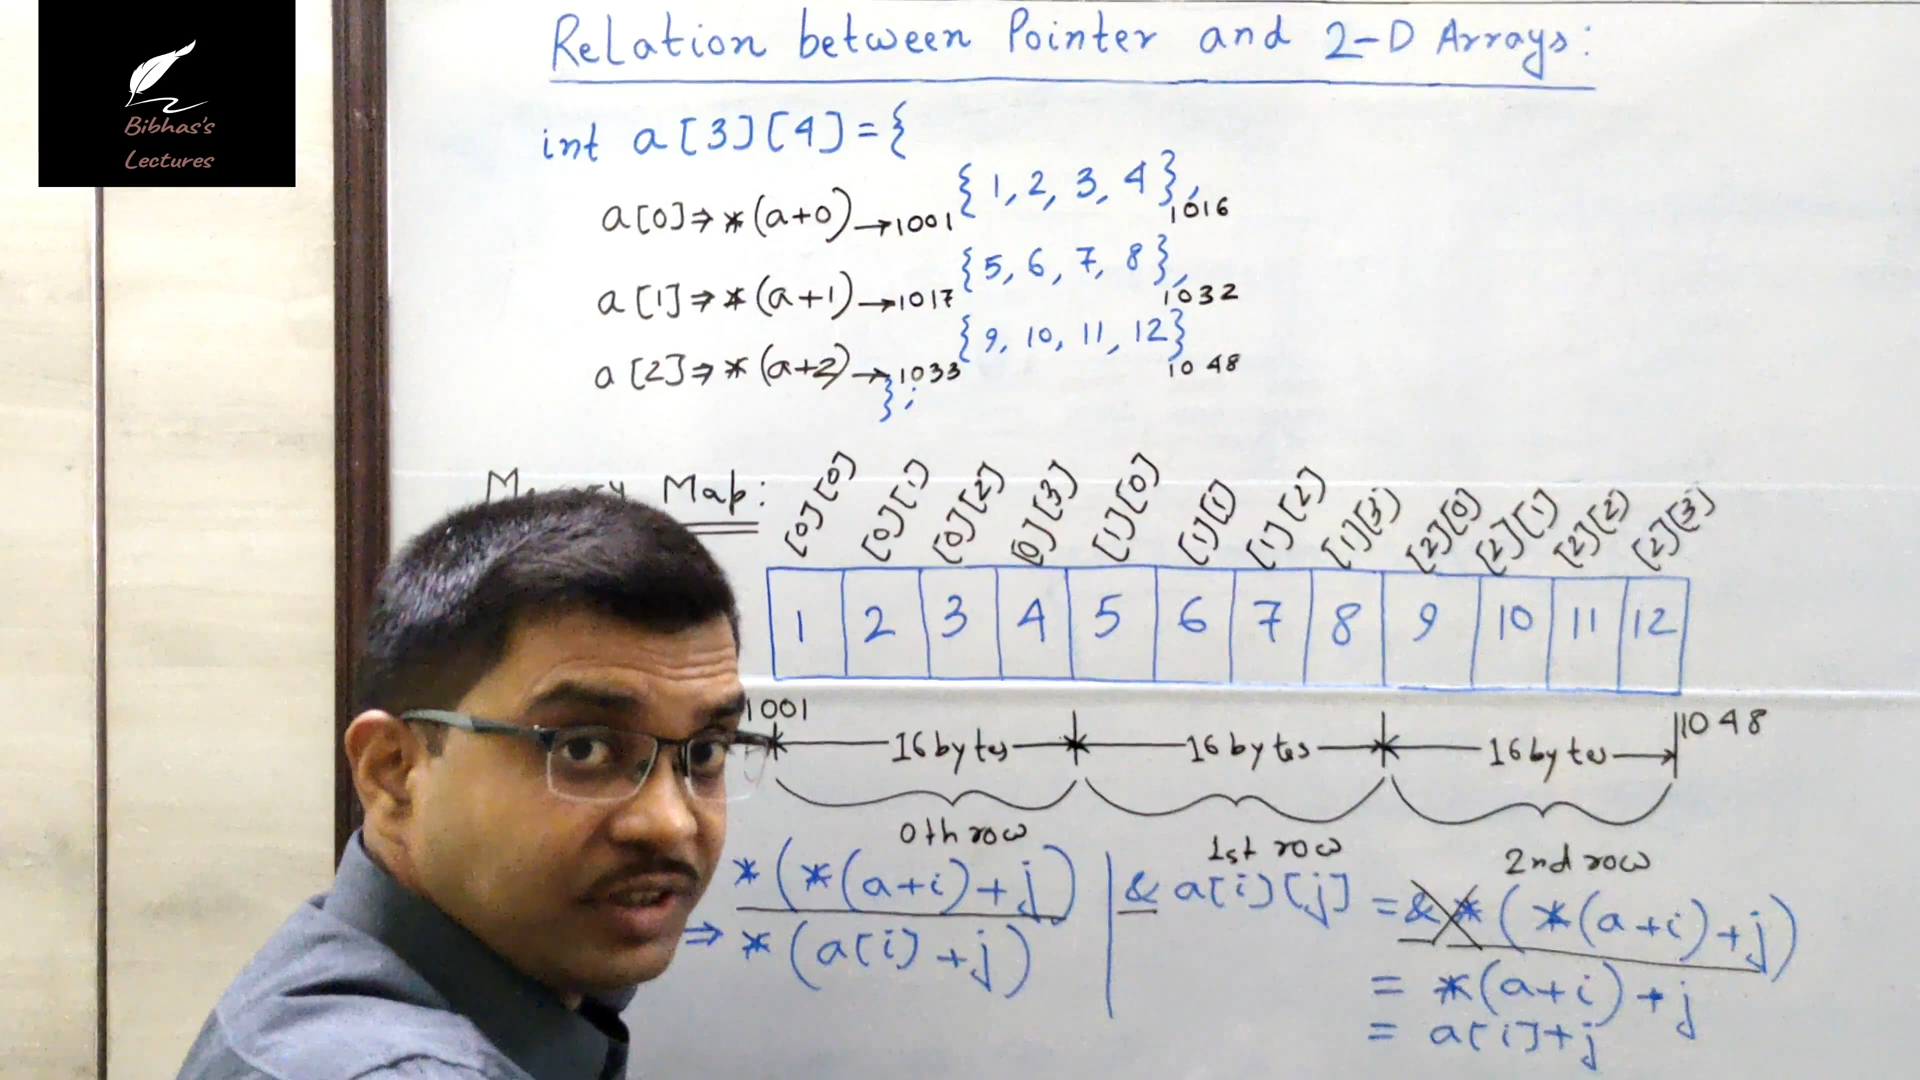 Bibhas's
Lectures
Relation between Pointer and 2-D Arrays:
int a[3][4]={
a[0]⇒*(a+0)→1001 {1, 2, 3, 4}, 1016
a[1]⇒*(a+1)→1017 {5, 6, 7, 8}, 1032
a[2]⇒*(a+2)→1033 {9, 10, 11, 12} 1048
};
Map:
[0][0] [0][1] [0][2] [0][3] [1][0] [1][1] [1][2] [1][3] [2][0] [2][1] [2][2] [2][3]
1 2 3 4 5 6 7 8 9 10 11 12
1001 16 bytes 16 bytes 16 bytes 1048
0th row 1st row 2nd row
*(*(a+i)+j) | &a[i][j] = &*(*(a+i)+j)
⇒ *(a[i]+j)
= *(a+i)+j
= a[i]+j